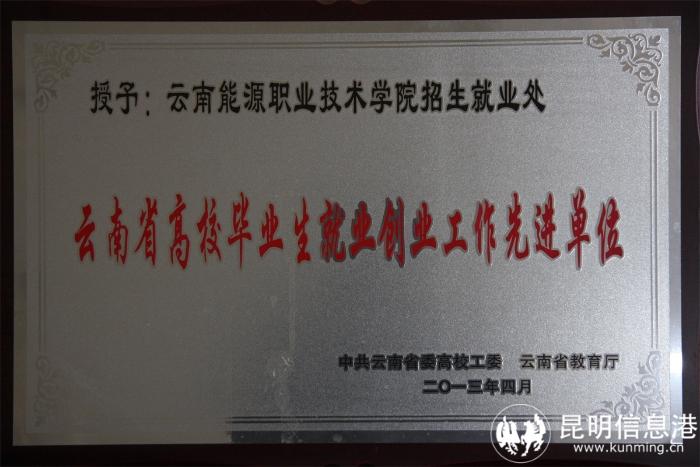 授予：云南能源职业技术学院招生就业处
云南省高校毕业生就业创业工作先进单位
中共云南省委高校工委 云南省教育厅
二〇一三年四月
昆明信息港
www.kunming.cn